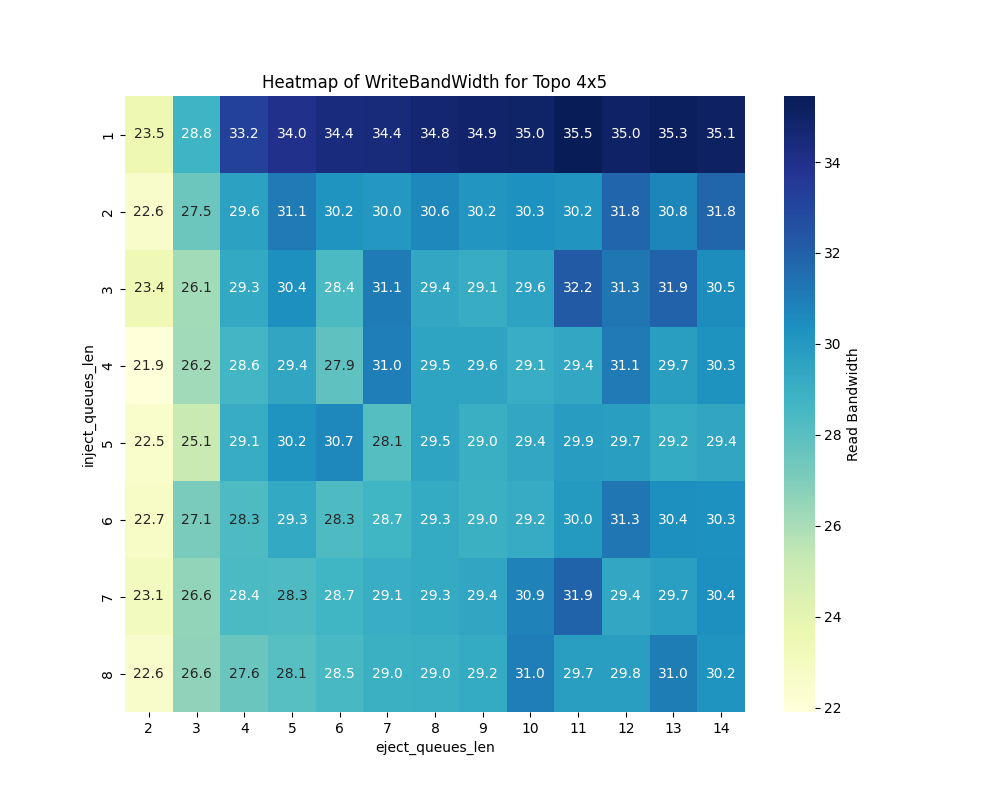 Heatmap of WriteBandWidth for Topo 4x5
1 23.5 28.8 33.2 34.0 34.4 34.4 34.8 34.9 35.0 35.5 35.0 35.3 35.1
2 22.6 27.5 29.6 31.1 30.2 30.0 30.6 30.2 30.3 30.2 31.8 30.8 31.8
3 23.4 26.1 29.3 30.4 28.4 31.1 29.4 29.1 29.6 32.2 31.3 31.9 30.5
4 21.9 26.2 28.6 29.4 27.9 31.0 29.5 29.6 29.1 29.4 31.1 29.7 30.3
5 22.5 25.1 29.1 30.2 30.7 28.1 29.5 29.0 29.4 29.9 29.7 29.2 29.4
6 22.7 27.1 28.3 29.3 28.3 28.7 29.3 29.0 29.2 30.0 31.3 30.4 30.3
7 23.1 26.6 28.4 28.3 28.7 29.1 29.3 29.4 30.9 31.9 29.4 29.7 30.4
8 22.6 26.6 27.6 28.1 28.5 29.0 29.0 29.2 31.0 29.7 29.8 31.0 30.2
2 3 4 5 6 7 8 9 10 11 12 13 14
eject_queues_len
inject_queues_len
34
32
30
28
26
24
22
Read Bandwidth